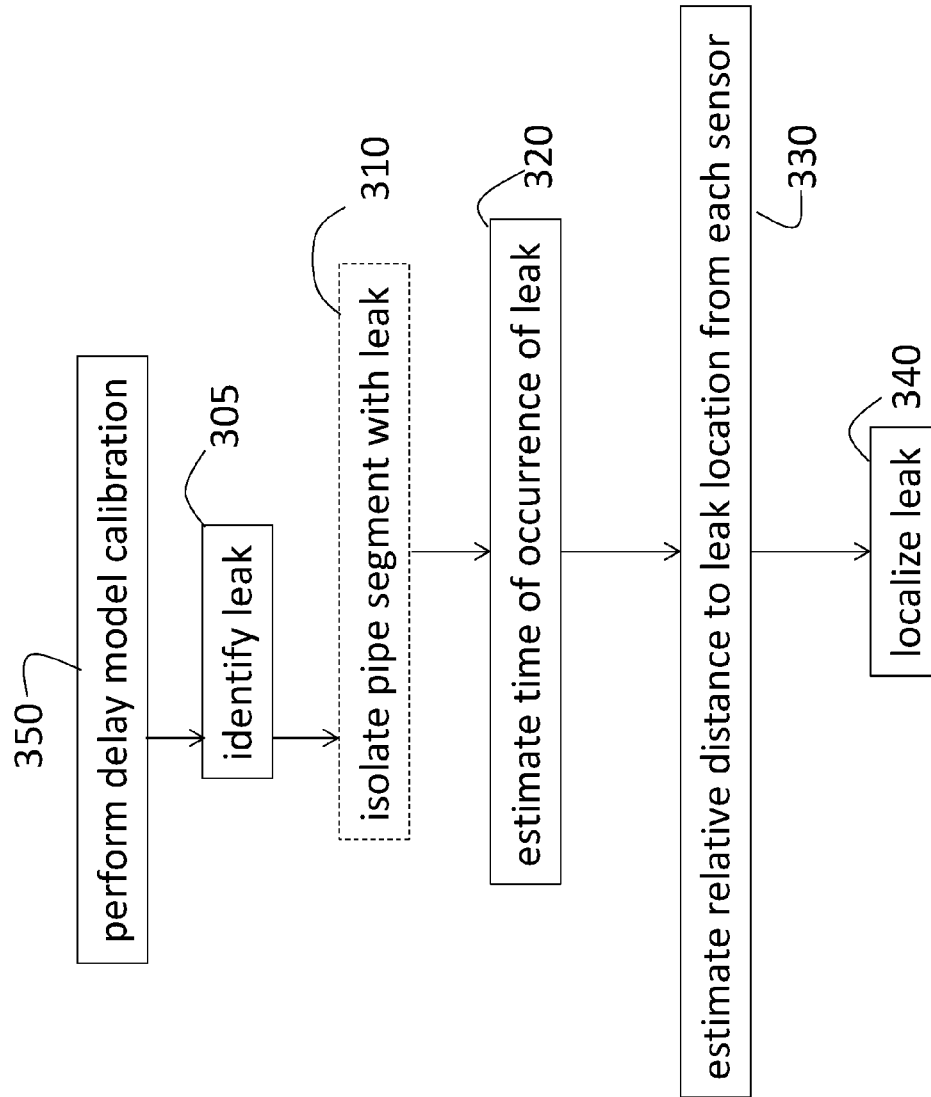 350
perform delay model calibration
305
identify leak
310
isolate pipe segment with leak
320
estimate time of occurrence of leak
estimate relative distance to leak location from each sensor
330
340
localize leak